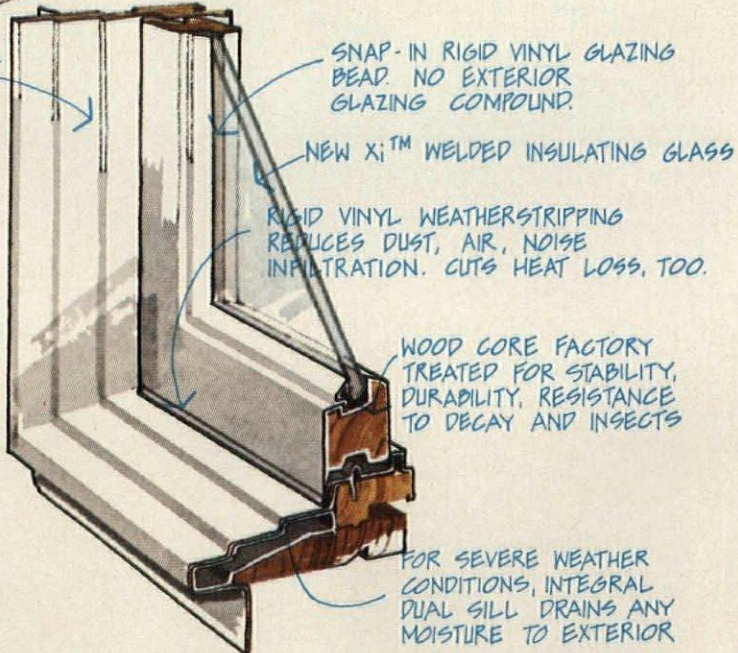 SNAP-IN RIGID VINYL GLAZING
BEAD. NO EXTERIOR
GLAZING COMPOUND.
NEW Xi™ WELDED INSULATING GLASS
RIGID VINYL WEATHERSTRIPPING
REDUCES DUST, AIR, NOISE
INFILTRATION. CUTS HEAT LOSS, TOO.
WOOD CORE FACTORY
TREATED FOR STABILITY,
DURABILITY, RESISTANCE
TO DECAY AND INSECTS
FOR SEVERE WEATHER
CONDITIONS, INTEGRAL
DUAL SILL DRAINS ANY
MOISTURE TO EXTERIOR